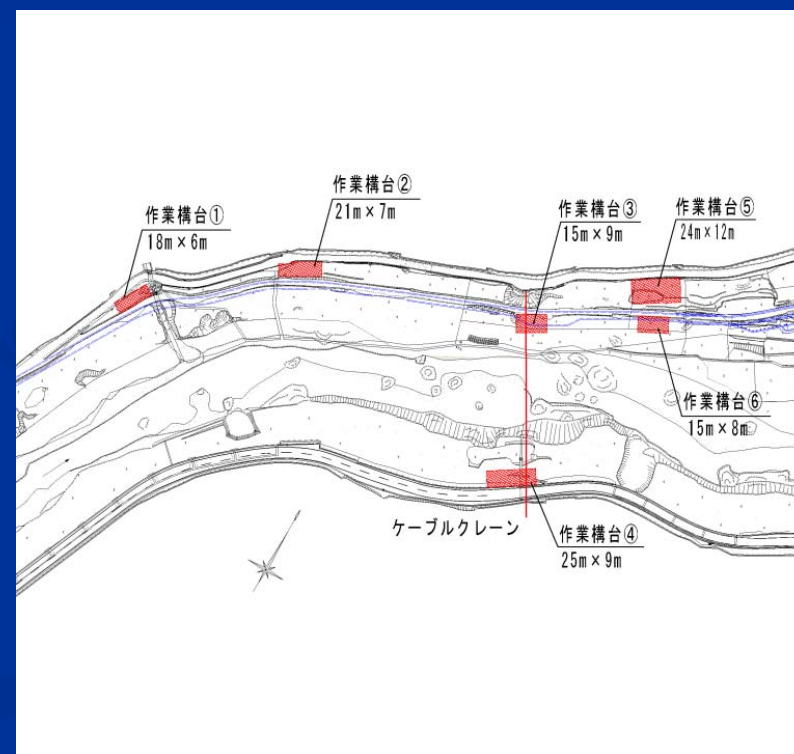 作業構台①
18m×6m
作業構台②
21m×7m
作業構台③
15m×9m
作業構台⑤
24m×12m
作業構台⑥
15m×8m
ケーブルクレーン
作業構台④
25m×9m